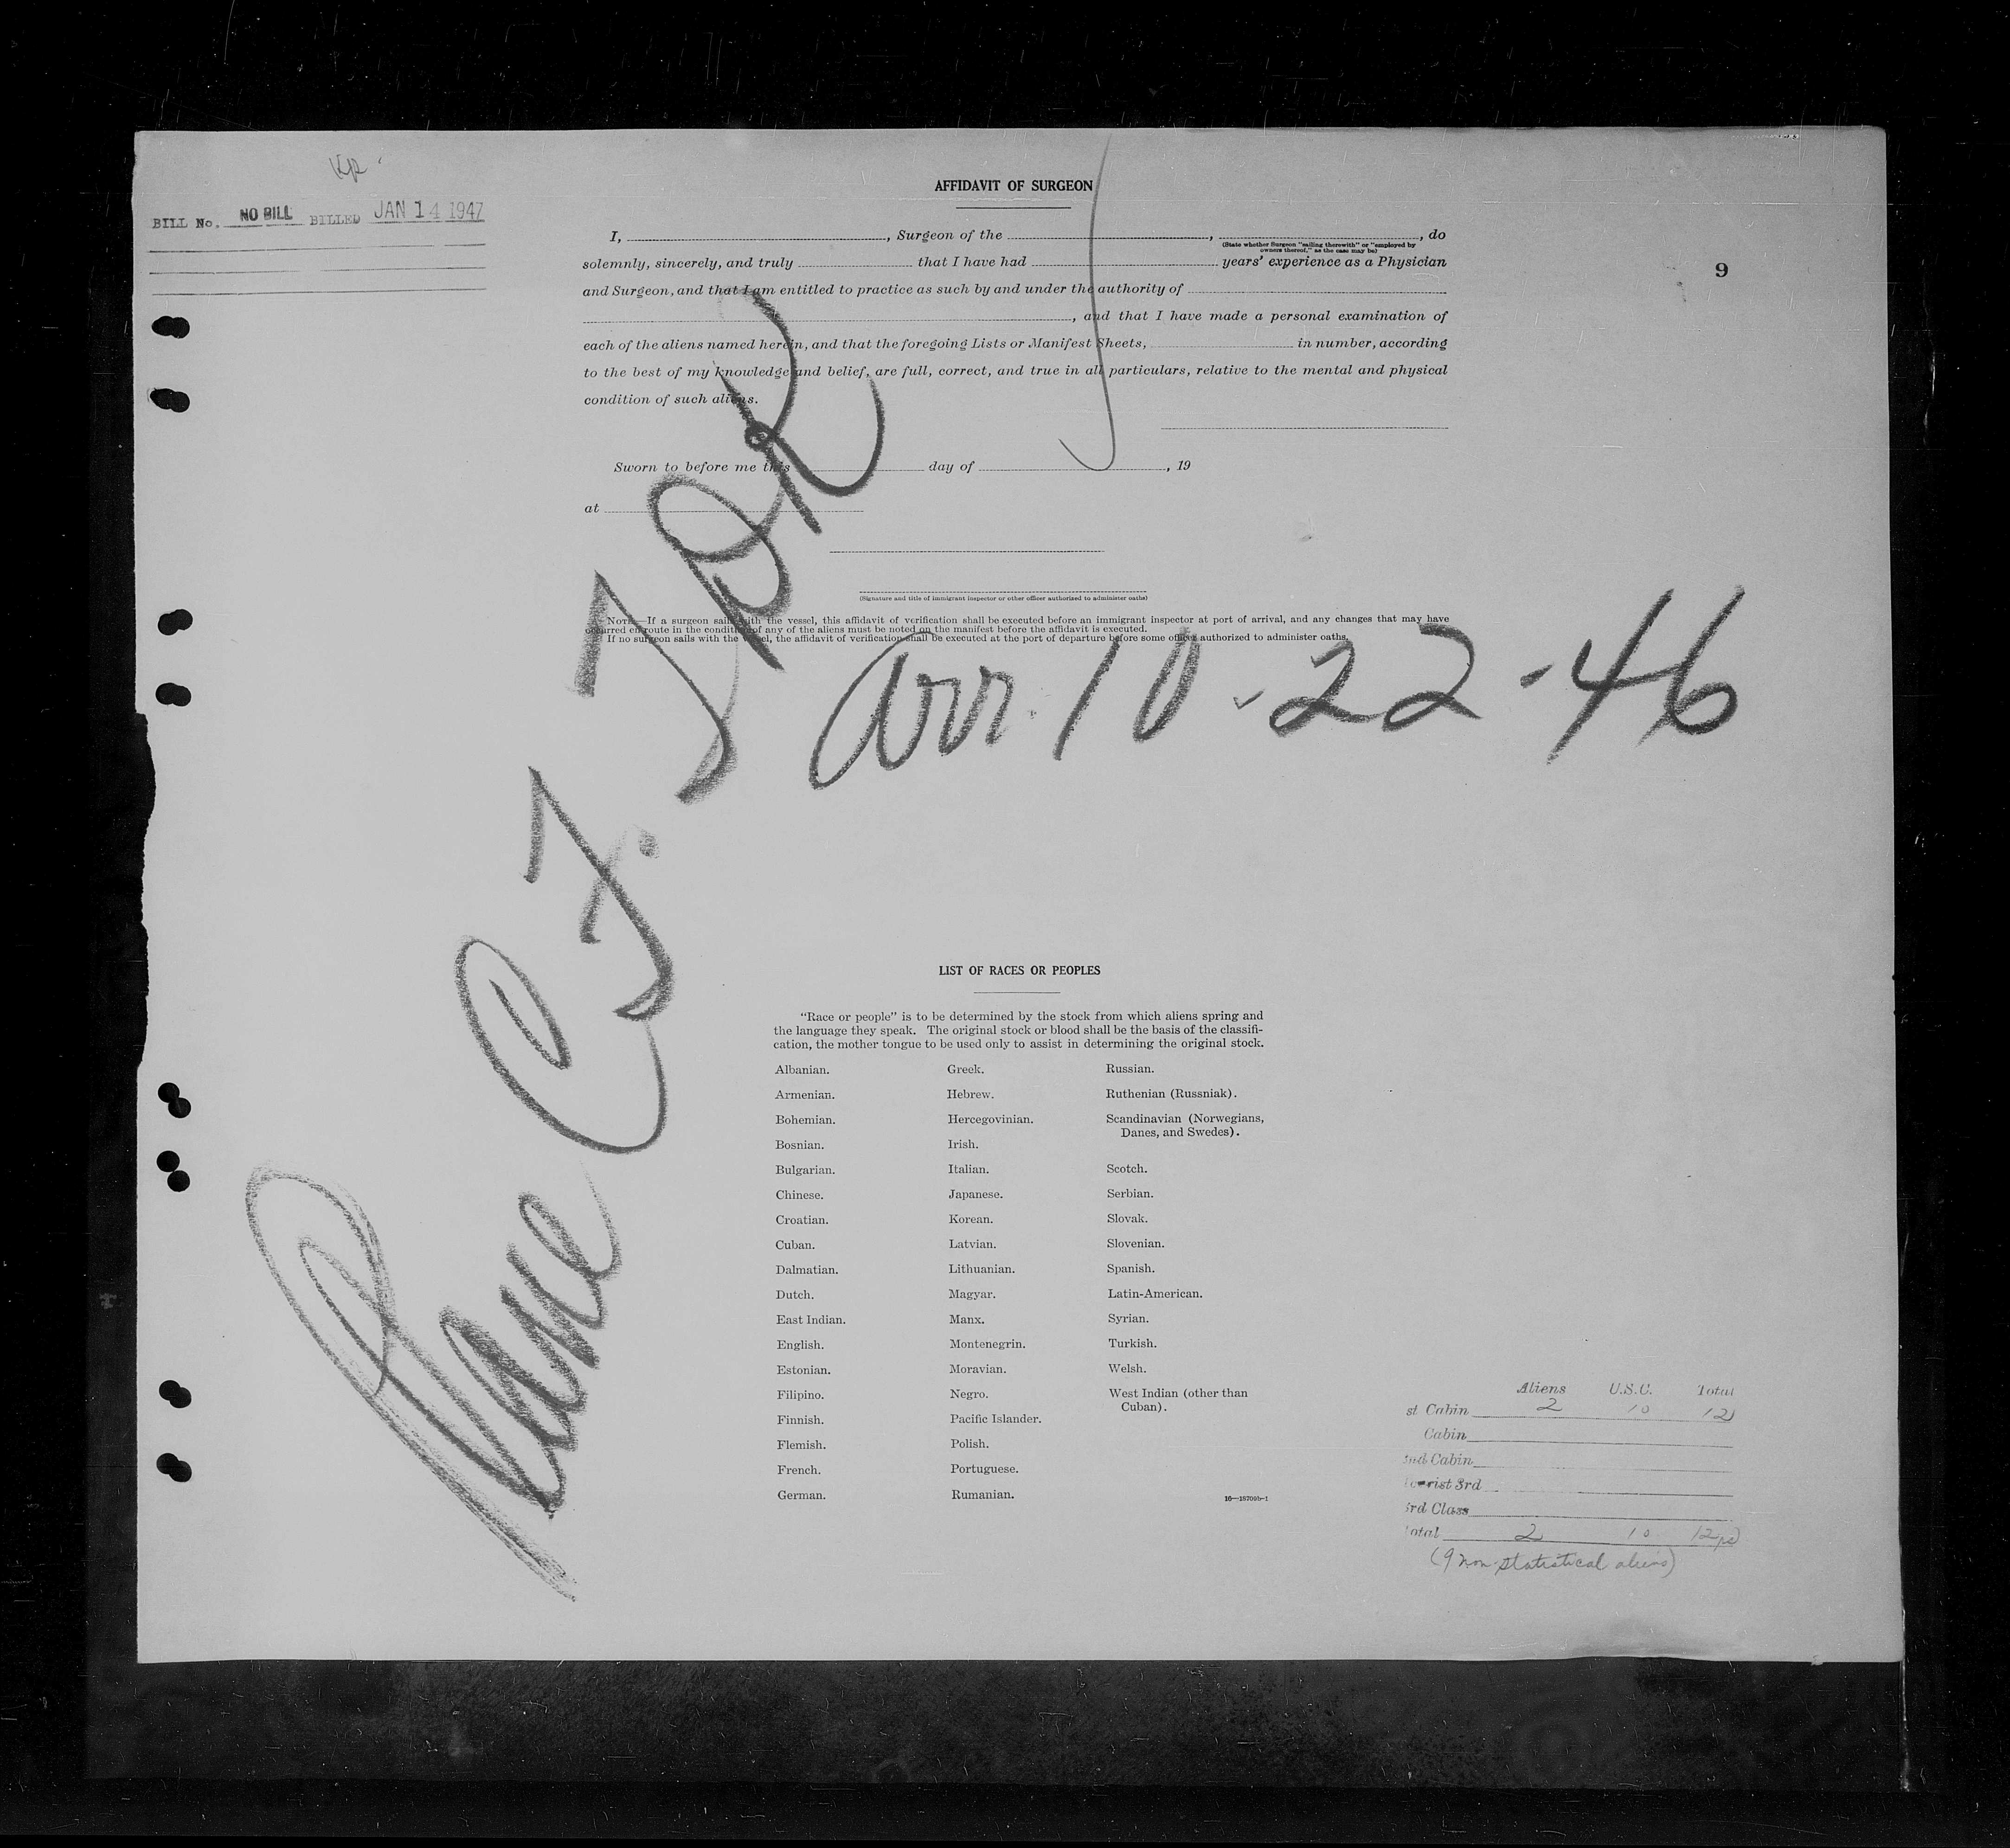 BILL No. NO BILL BILLED JAN 14 1947
9
AFFIDAVIT OF SURGEON
I, , Surgeon of the , , do
(State whether Surgeon "sailing therewith" or "employed by
owners thereof," as the case may be)
solemnly, sincerely, and truly that I have had years' experience as a Physician
and Surgeon, and that I am entitled to practice as such by and under the authority of
, and that I have made a personal examination of
each of the aliens named herein, and that the foregoing Lists or Manifest Sheets, in number, according
to the best of my knowledge and belief, are full, correct, and true in all particulars, relative to the mental and physical
condition of such aliens.
Sworn to before me this day of , 19
at
(Signature and title of immigrant inspector or other officer authorized to administer oaths)
NOTE.—If a surgeon sails with the vessel, this affidavit of verification shall be executed before an immigrant inspector at port of arrival, and any changes that may have
occurred en route in the condition of any of the aliens must be noted on the manifest before the affidavit is executed.
If no surgeon sails with the vessel, the affidavit of verification shall be executed at the port of departure before some officer authorized to administer oaths.
Plane C.F.
arr. 10-22-46
LIST OF RACES OR PEOPLES
"Race or people" is to be determined by the stock from which aliens spring and
the language they speak. The original stock or blood shall be the basis of the classifi-
cation, the mother tongue to be used only to assist in determining the original stock.
Albanian. Greek. Russian.
Armenian. Hebrew. Ruthenian (Russniak).
Bohemian. Hercegovinian. Scandinavian (Norwegians,
Danes, and Swedes).
Bosnian. Irish.
Bulgarian. Italian. Scotch.
Chinese. Japanese. Serbian.
Croatian. Korean. Slovak.
Cuban. Latvian. Slovenian.
Dalmatian. Lithuanian. Spanish.
Dutch. Magyar. Latin-American.
East Indian. Manx. Syrian.
English. Montenegrin. Turkish.
Estonian. Moravian. Welsh.
Filipino. Negro. West Indian (other than
Cuban).
Finnish. Pacific Islander.
Flemish. Polish.
French. Portuguese.
German. Rumanian.
16—18709b-1
Aliens U.S.C. Total
st Cabin 2 10 12
Cabin
2nd Cabin
Tourist 3rd
3rd Class
Total 2 10 12
(9 non-statistical aliens)